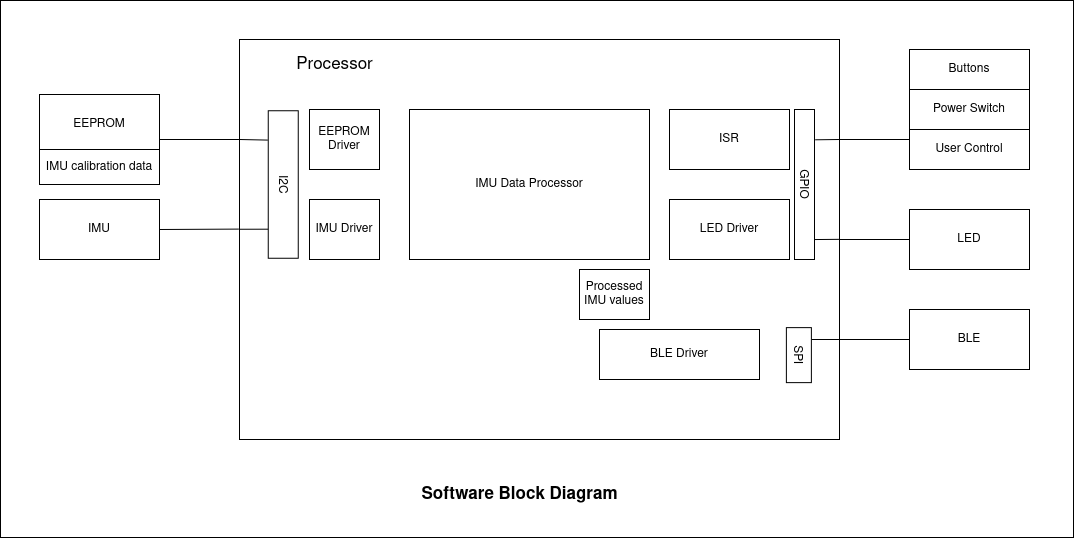 Processor
Buttons
Power Switch
User Control
EEPROM
IMU calibration data
IMU
I2C
EEPROM
Driver
IMU Driver
IMU Data Processor
ISR
LED Driver
GPIO
LED
Processed
IMU values
BLE Driver
SPI
BLE
Software Block Diagram